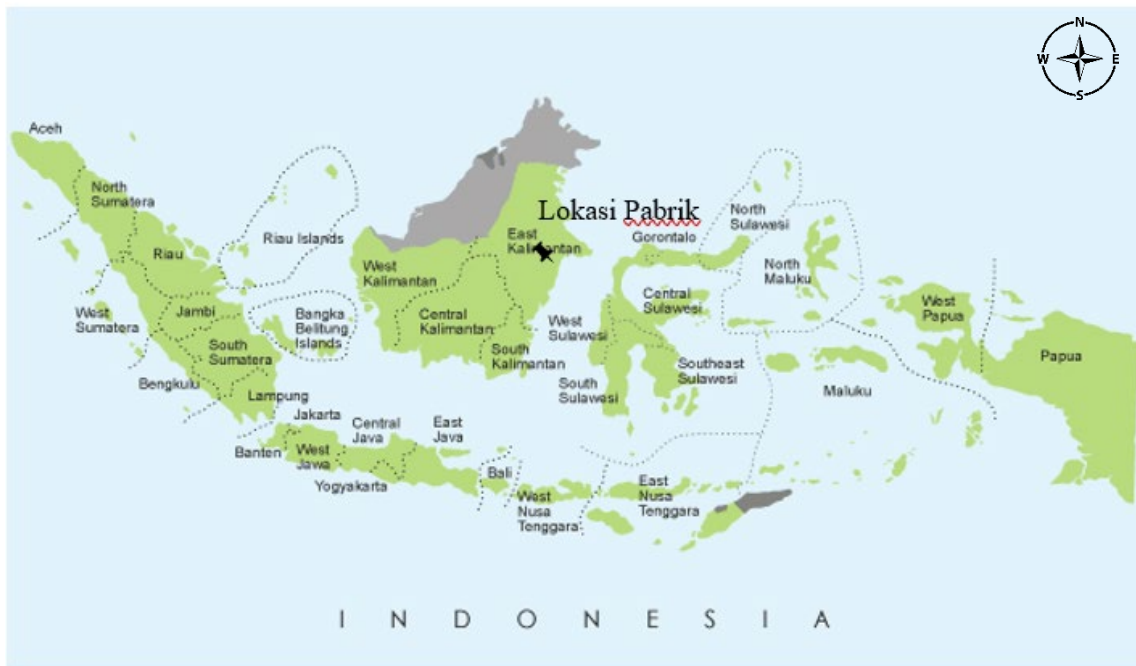 N
W
E
S
Aceh
North
Sumatera
Riau Islands
Riau
Lokasi Pabrik
East
Kalimantan
North
Sulawesi
Gorontalo
West
Kalimantan
North
Maluku
Central
Sulawesi
West
Papua
West
Sumatera
Jambi
Bangka
Belitung
Islands
Central
Kalimantan
West
Sulawesi
South
Sumatera
South
Kalimantan
Southeast
Sulawesi
Papua
Bengkulu
Lampung
South
Sulawesi
Maluku
Jakarta
Central
Java
East
Java
Banten
West
Jawa
Yogyakarta
Bali
West
Nusa
Tenggara
East
Nusa
Tenggara
INDONESIA